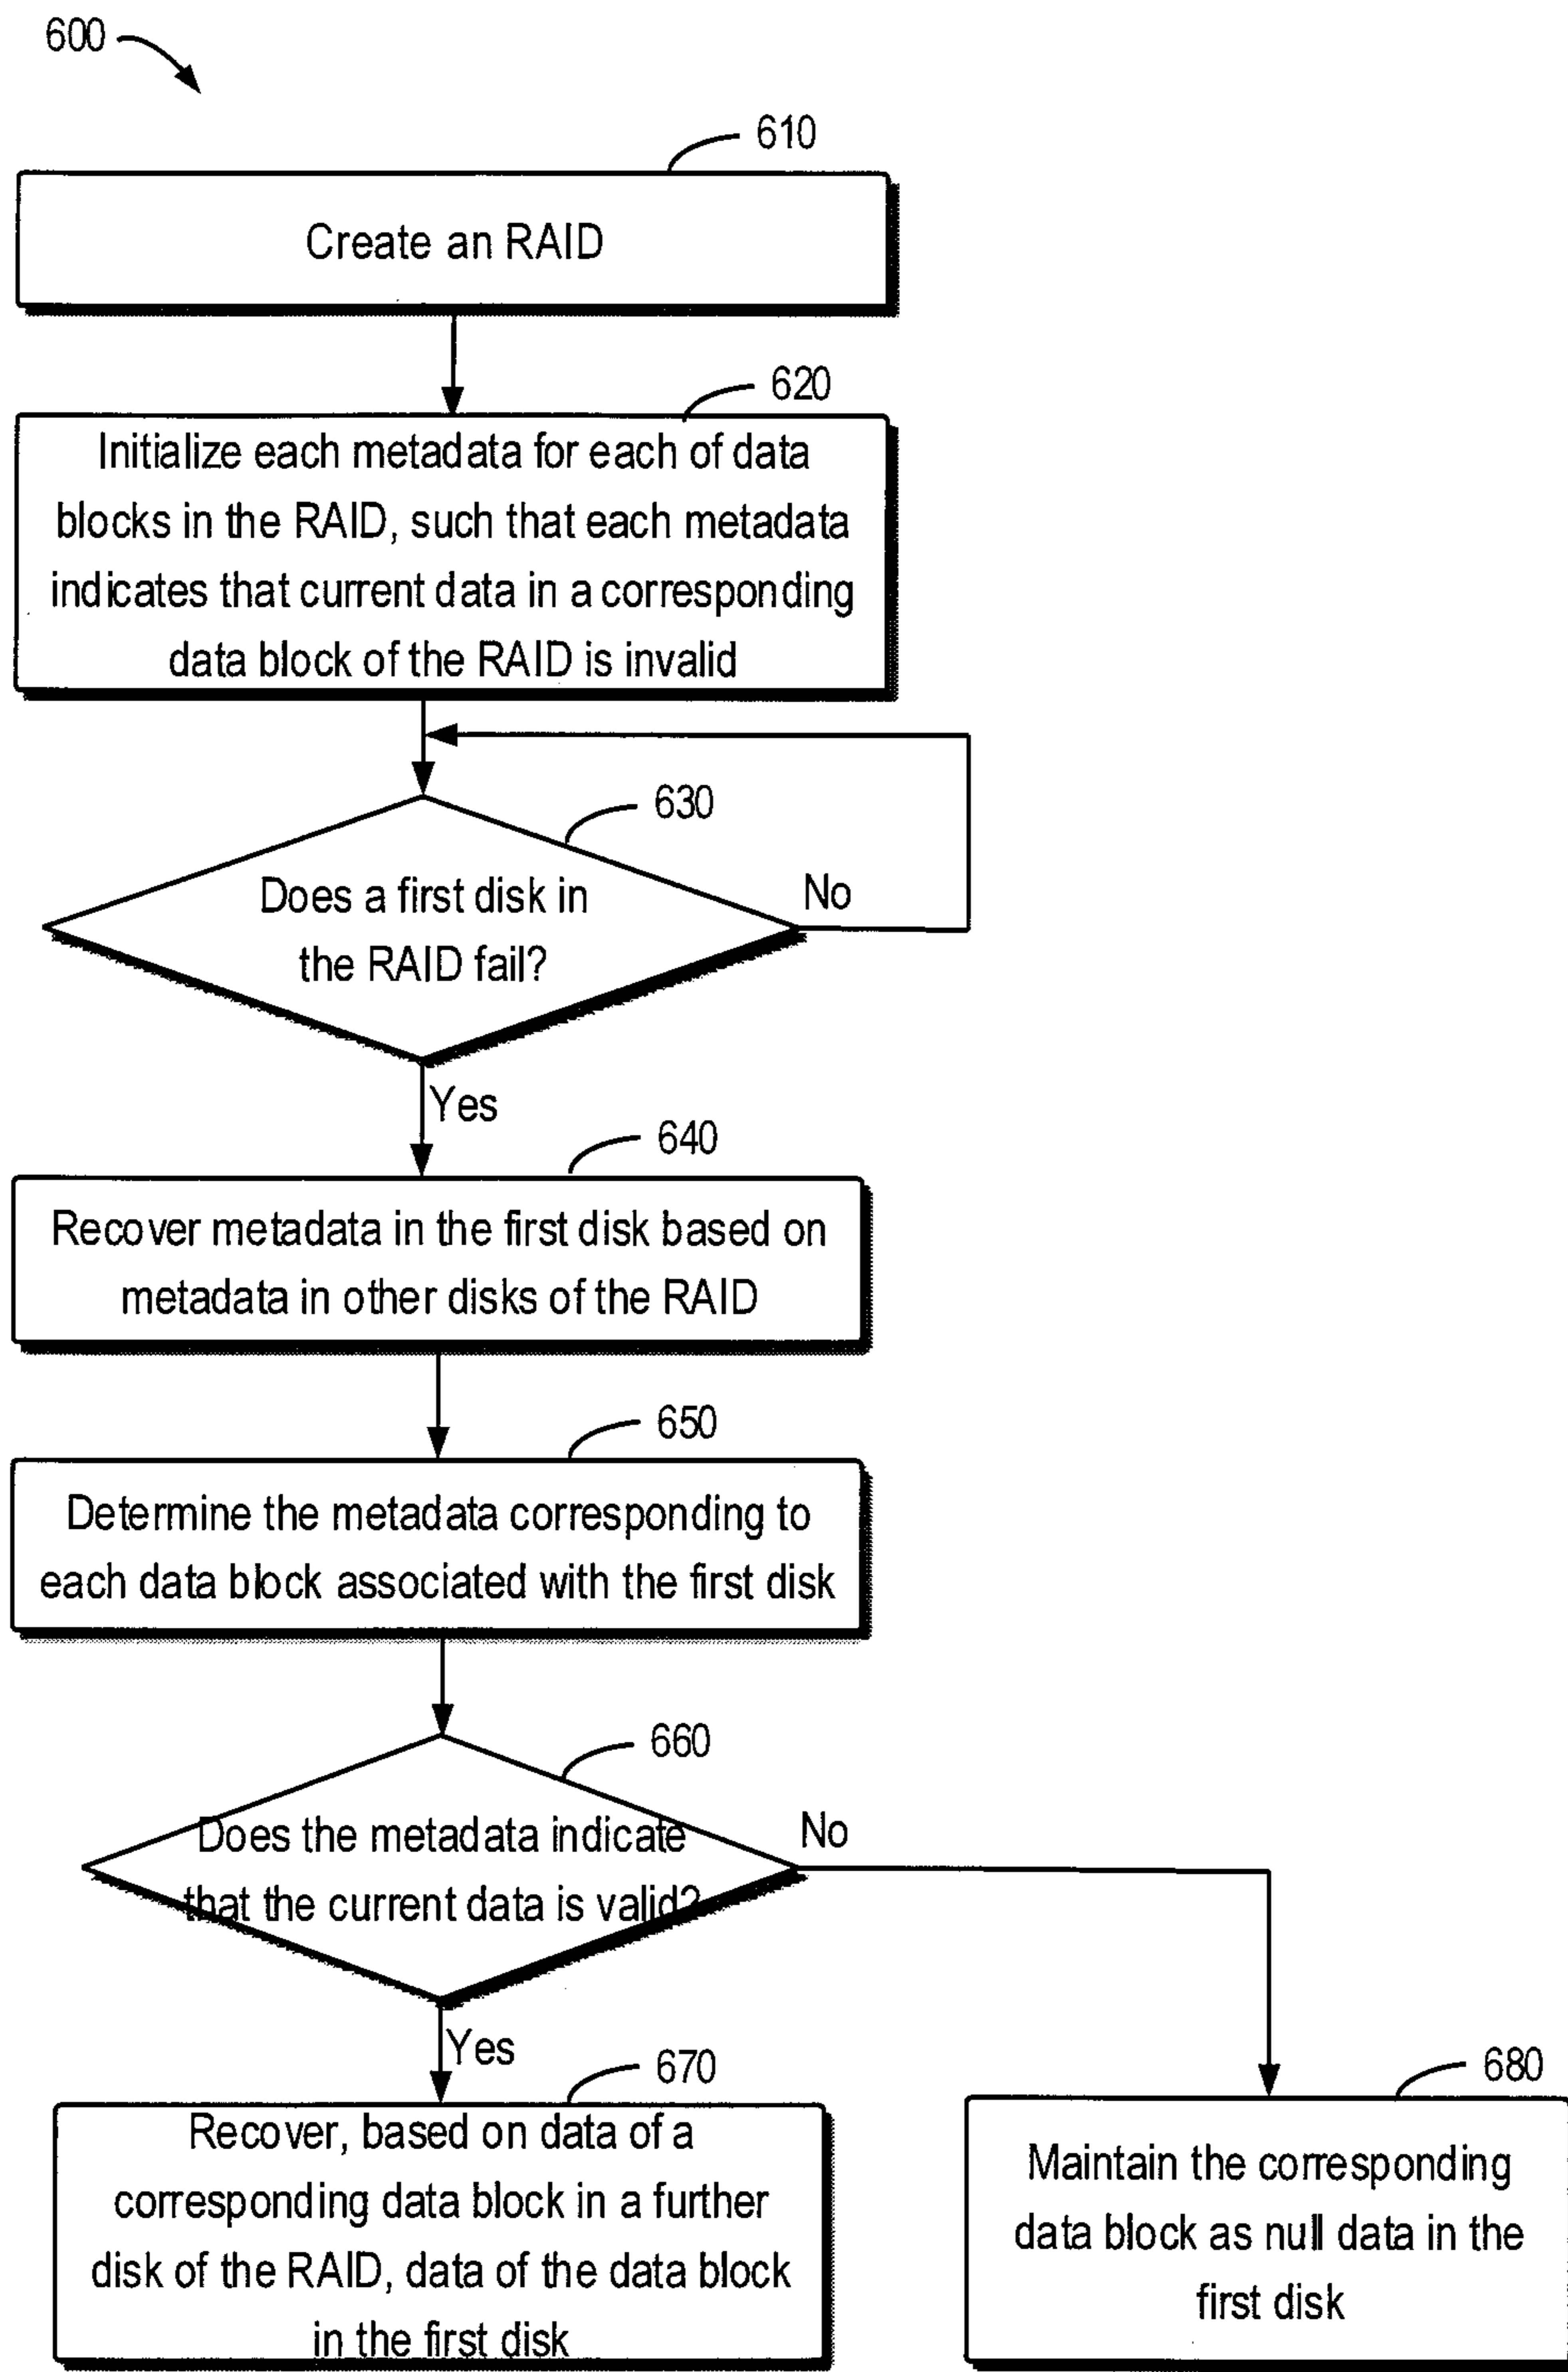 600
610
Create an RAID
620
Initialize each metadata for each of data
blocks in the RAID, such that each metadata
indicates that current data in a corresponding
data block of the RAID is invalid
630
Does a first disk in
the RAID fail?
No
Yes
640
Recover metadata in the first disk based on
metadata in other disks of the RAID
650
Determine the metadata corresponding to
each data block associated with the first disk
660
Does the metadata indicate
that the current data is valid?
No
Yes
670
Recover, based on data of a
corresponding data block in a further
disk of the RAID, data of the data block
in the first disk
680
Maintain the corresponding
data block as null data in the
first disk